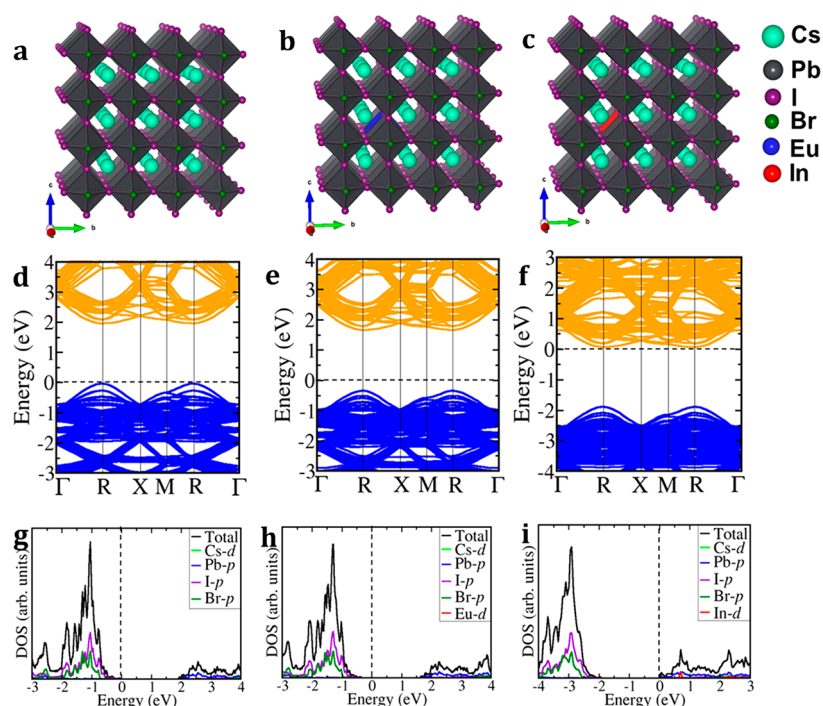 a
b
c
Cs
Pb
I
Br
Eu
In
c
b
c
b
c
b
d
e
f
Energy (eV)
4
3
2
1
0
-1
-2
-3
Γ R X M R Γ
Energy (eV)
4
3
2
1
0
-1
-2
-3
Γ R X M R Γ
Energy (eV)
3
2
1
0
-1
-2
-3
-4
Γ R X M R Γ
g
DOS (arb. units)
Total
Cs-d
Pb-p
I-p
Br-p
-3 -2 -1 0 1 2 3 4
Energy (eV)
h
DOS (arb. units)
Total
Cs-d
Pb-p
I-p
Br-p
Eu-d
-3 -2 -1 0 1 2 3 4
Energy (eV)
i
DOS (arb. units)
Total
Cs-d
Pb-p
I-p
Br-p
In-d
-4 -3 -2 -1 0 1 2 3
Energy (eV)